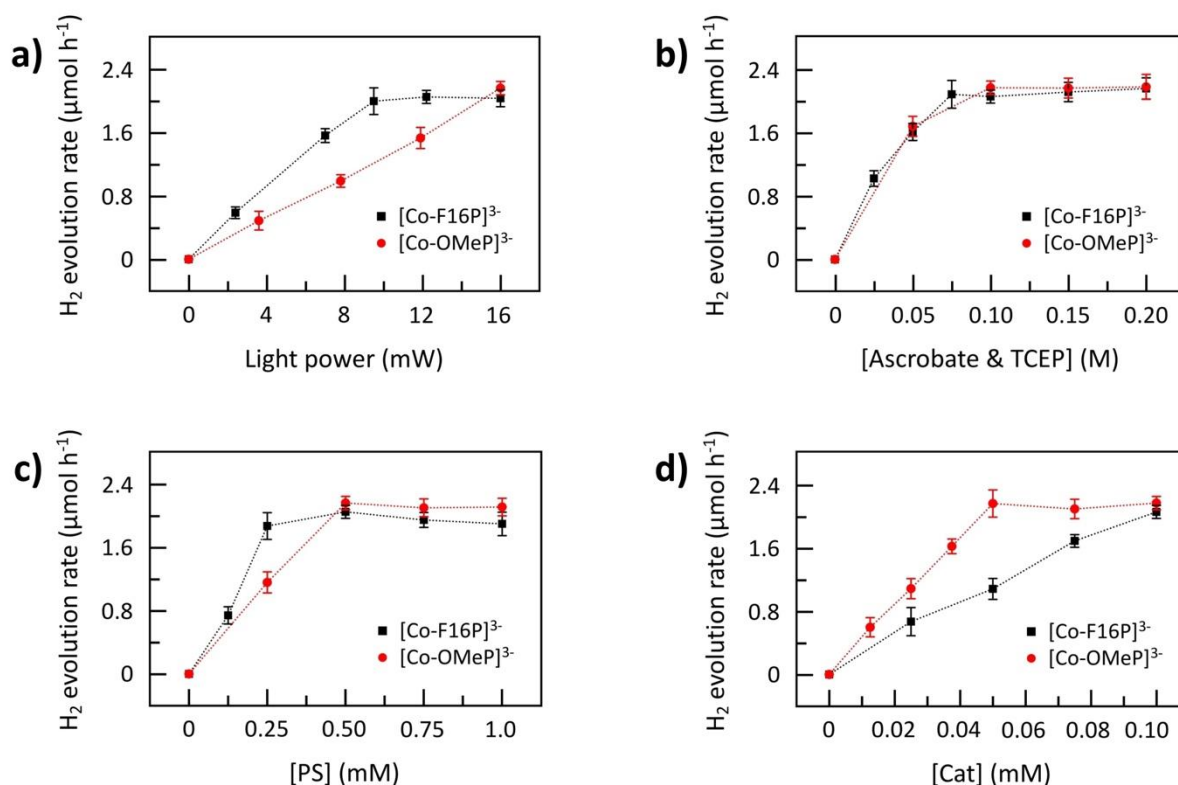 a)
H₂ evolution rate (µmol h⁻¹)
2.4
1.6
0.8
0
[Co-F16P]³⁻
[Co-OMeP]³⁻
0 4 8 12 16
Light power (mW)
b)
H₂ evolution rate (µmol h⁻¹)
2.4
1.6
0.8
0
[Co-F16P]³⁻
[Co-OMeP]³⁻
0 0.05 0.10 0.15 0.20
[Ascrobate & TCEP] (M)
c)
H₂ evolution rate (µmol h⁻¹)
2.4
1.6
0.8
0
[Co-F16P]³⁻
[Co-OMeP]³⁻
0 0.25 0.50 0.75 1.0
[PS] (mM)
d)
H₂ evolution rate (µmol h⁻¹)
2.4
1.6
0.8
0
[Co-F16P]³⁻
[Co-OMeP]³⁻
0 0.02 0.04 0.06 0.08 0.10
[Cat] (mM)